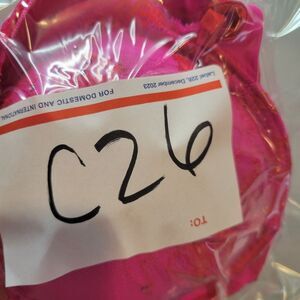 C26
TO:
FOR DOMESTIC AND INTERNATIONAL
Label 228, December 2023